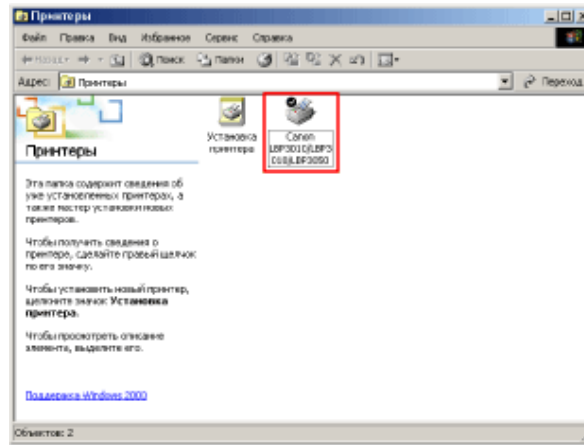 Принтеры
Файл Правка Вид Избранное Сервис Справка
Назад Поиск Папки
Адрес: Принтеры Переход
Установка
принтера
Canon
LBP3010/LBP3
018/LBP3050
Принтеры
Эта папка содержит сведения об
уже установленных принтерах, а
также мастер установки новых
принтеров.
Чтобы получить сведения о
принтере, сделайте правый щелчок
по его значку.
Чтобы установить новый принтер,
щелкните значок Установка
принтера.
Чтобы просмотреть описание
элемента, выделите его.
Поддержка Windows 2000
Объектов: 2